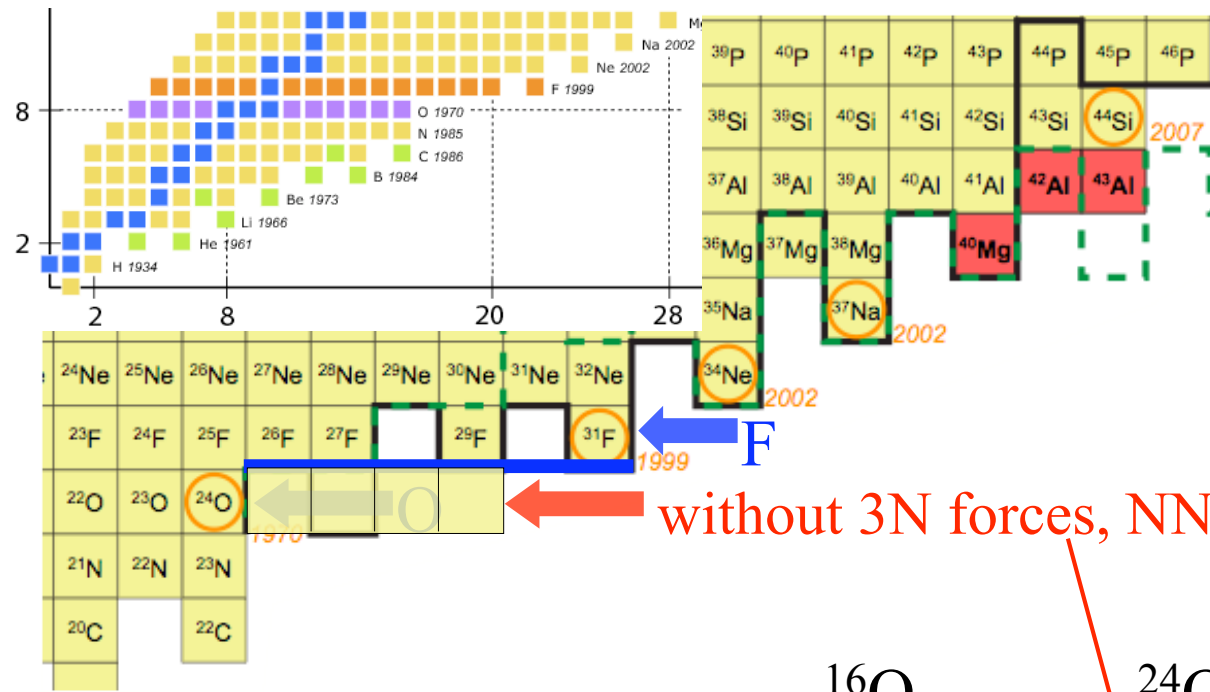 Mg
Na 2002
Ne 2002
F 1999
8
O 1970
N 1985
C 1986
B 1984
Be 1973
Li 1966
2
He 1961
H 1934
2 8 20 28
³⁹P ⁴⁰P ⁴¹P ⁴²P ⁴³P ⁴⁴P ⁴⁵P ⁴⁶P
³⁸Si ³⁹Si ⁴⁰Si ⁴¹Si ⁴²Si ⁴³Si ⁴⁴Si 2007
³⁷Al ³⁸Al ³⁹Al ⁴⁰Al ⁴¹Al ⁴²Al ⁴³Al
³⁶Mg ³⁷Mg ³⁸Mg ⁴⁰Mg
³⁵Na ³⁷Na 2002
²⁴Ne ²⁵Ne ²⁶Ne ²⁷Ne ²⁸Ne ²⁹Ne ³⁰Ne ³¹Ne ³²Ne ³⁴Ne 2002
²³F ²⁴F ²⁵F ²⁶F ²⁷F ²⁹F ³¹F 1999 F
²²O ²³O ²⁴O 1970 O
without 3N forces, NN
²¹N ²²N ²³N
²⁰C ²²C
¹⁶O ²⁴O